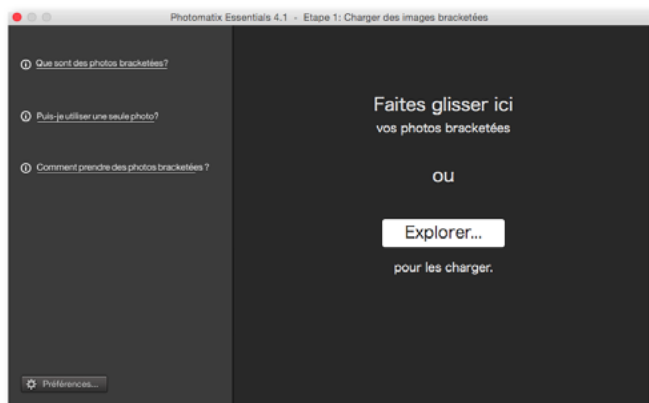 Photomatix Essentials 4.1 - Etape 1: Charger des images bracketées
Que sont des photos bracketées?
Puis-je utiliser une seule photo?
Comment prendre des photos bracketées ?
Préférences...
Faites glisser ici
vos photos bracketées
ou
Explorer...
pour les charger.